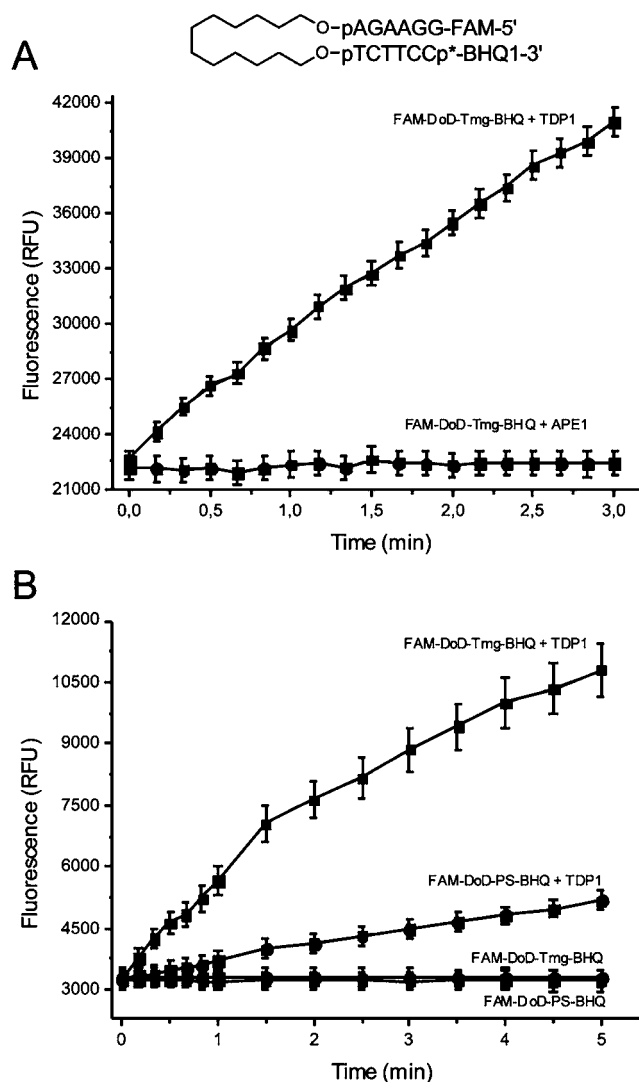 O-pAGAAGG-FAM-5'
O-pTCTTCCp*-BHQ1-3'
A
42000
39000
36000
33000
30000
27000
24000
21000
Fluorescence (RFU)
FAM-DoD-Tmg-BHQ + TDP1
FAM-DoD-Tmg-BHQ + APE1
0,0 0,5 1,0 1,5 2,0 2,5 3,0
Time (min)
B
12000
10500
9000
7500
6000
4500
3000
Fluorescence (RFU)
FAM-DoD-Tmg-BHQ + TDP1
FAM-DoD-PS-BHQ + TDP1
FAM-DoD-Tmg-BHQ
FAM-DoD-PS-BHQ
0 1 2 3 4 5
Time (min)